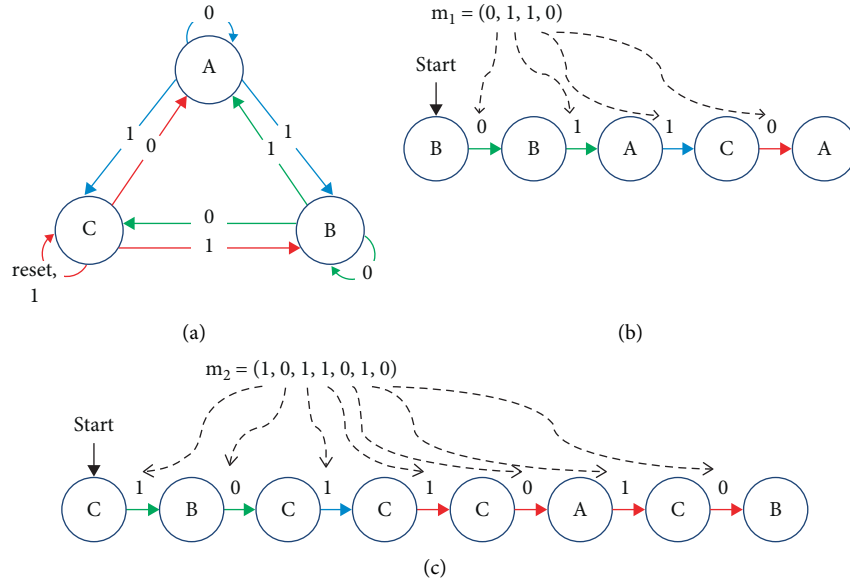 0
A
1
0
1
1
C
0
B
1
reset,
1
0
(a)
m1 = (0, 1, 1, 0)
Start
B
0
B
1
A
1
C
0
A
(b)
m2 = (1, 0, 1, 1, 0, 1, 0)
Start
C
1
B
0
C
1
C
1
C
0
A
1
C
0
B
(c)